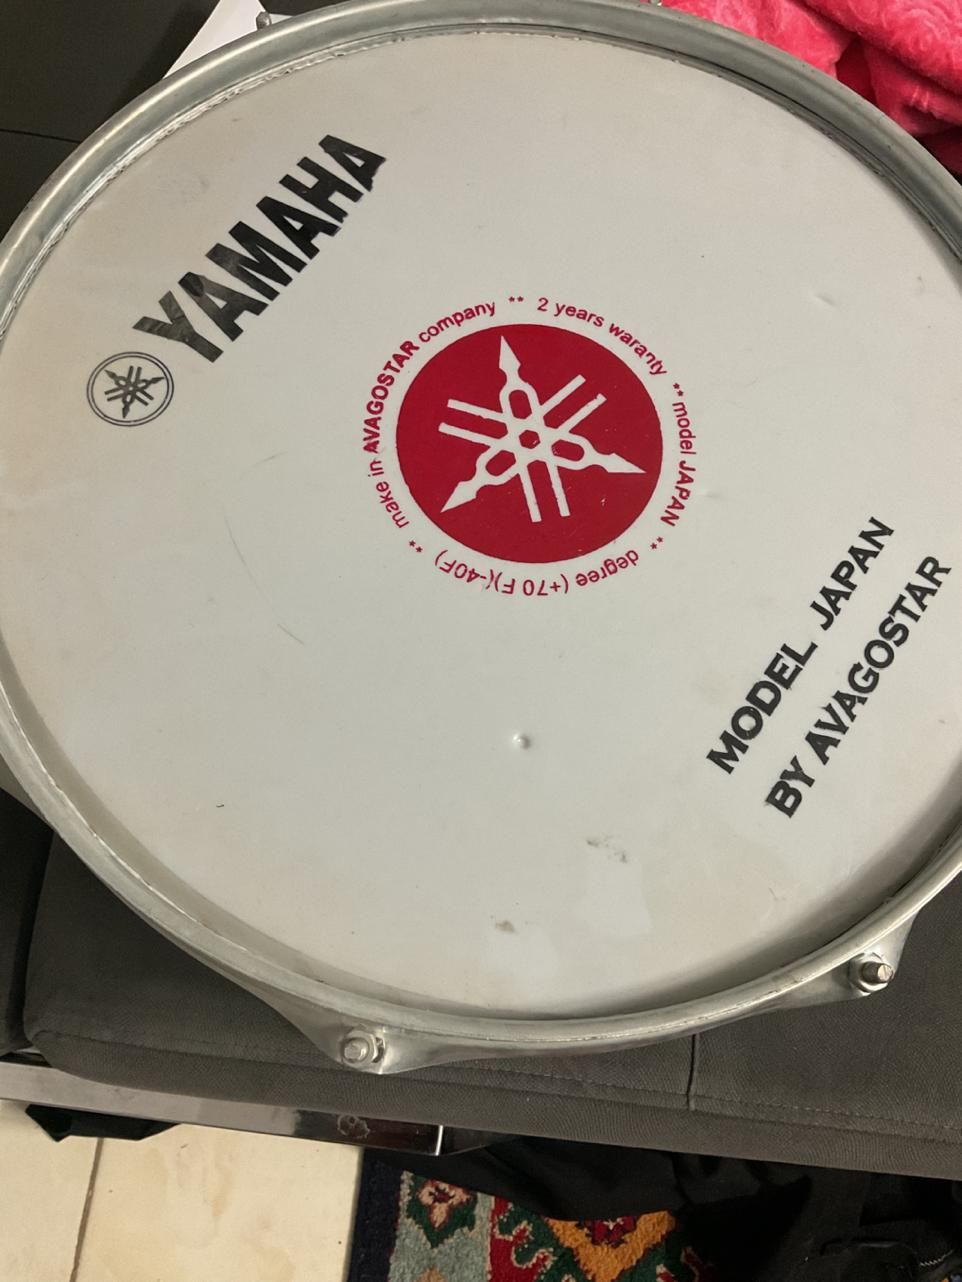 YAMAHA
** make in AVAGOSTAR company ** 2 years waranty ** model JAPAN ** degree (+70 F)(-40F)
MODEL JAPAN
BY AVAGOSTAR